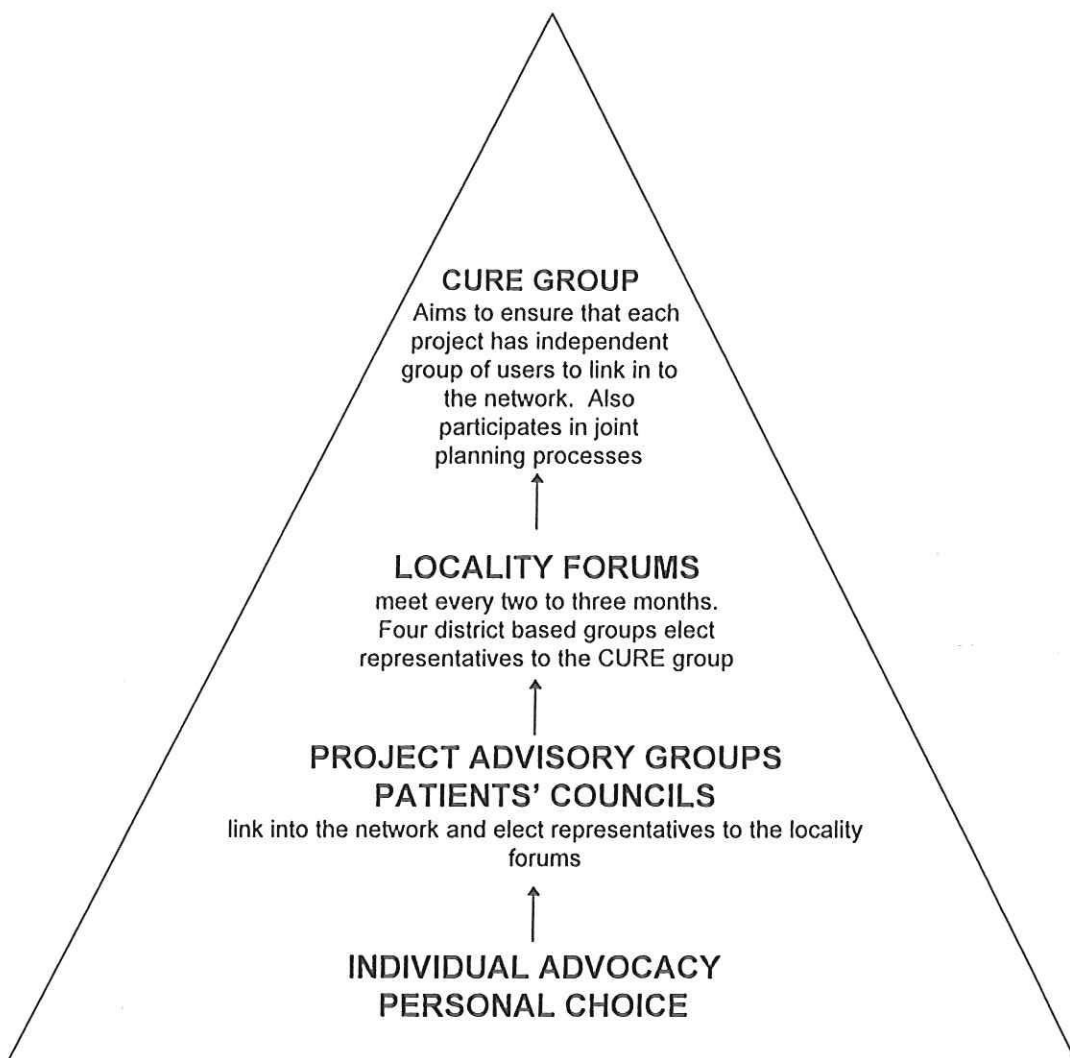 CURE GROUP
Aims to ensure that each
project has independent
group of users to link in to
the network. Also
participates in joint
planning processes
LOCALITY FORUMS
meet every two to three months.
Four district based groups elect
representatives to the CURE group
PROJECT ADVISORY GROUPS
PATIENTS' COUNCILS
link into the network and elect representatives to the locality
forums
INDIVIDUAL ADVOCACY
PERSONAL CHOICE